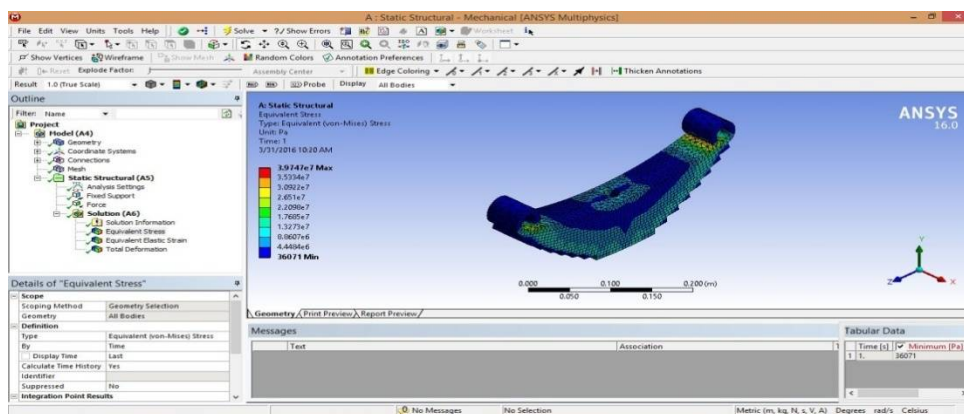 A : Static Structural - Mechanical [ANSYS Multiphysics]
File Edit View Units Tools Help Solve ?/ Show Errors Worksheet
Show Vertices Wireframe Show Mesh Random Colors Annotation Preferences
Reset Explode Factor: Assembly Center Edge Coloring Thicken Annotations
Result 1.0 (True Scale) Probe Display All Bodies
Outline
Filter: Name
Project
Model (A4)
Geometry
Coordinate Systems
Connections
Mesh
Static Structural (A5)
Analysis Settings
Fixed Support
Force
Solution (A6)
Solution Information
Equivalent Stress
Equivalent Elastic Strain
Total Deformation
A: Static Structural
Equivalent Stress
Type: Equivalent (von-Mises) Stress
Unit: Pa
Time: 1
3/31/2016 10:20 AM
3.9747e7 Max
3.5334e7
3.0922e7
2.651e7
2.2098e7
1.7685e7
1.3273e7
8.8607e6
4.4484e6
36071 Min
ANSYS
16.0
0.000 0.100 0.200 (m)
0.050 0.150
Y
Z X
Geometry Print Preview Report Preview
Details of "Equivalent Stress"
Scope
Scoping Method Geometry Selection
Geometry All Bodies
Definition
Type Equivalent (von-Mises) Stress
By Time
Display Time Last
Calculate Time History Yes
Identifier
Suppressed No
Integration Point Results
Messages
Text Association
Tabular Data
Time [s] Minimum [Pa]
1 1. 36071
No Messages No Selection Metric (m, kg, N, s, V, A) Degrees rad/s Celsius